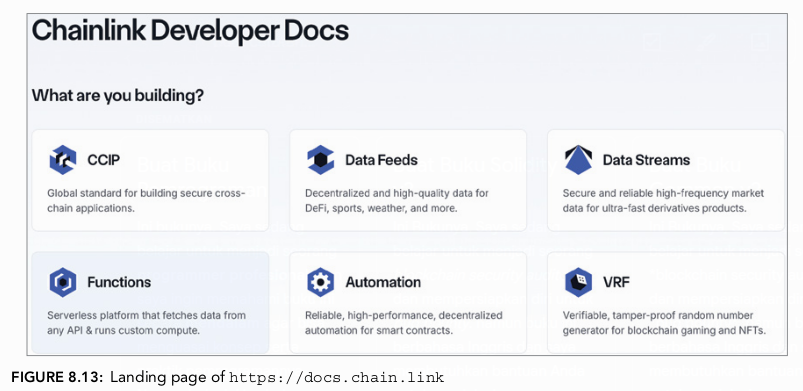 Chainlink Developer Docs
What are you building?
CCIP
Global standard for building secure cross-
chain applications.
Data Feeds
Decentralized and high-quality data for
DeFi, sports, weather, and more.
Data Streams
Secure and reliable high-frequency market
data for ultra-fast derivatives products.
Functions
Serverless platform that fetches data from
any API & runs custom compute.
Automation
Reliable, high-performance, decentralized
automation for smart contracts.
VRF
Verifiable, tamper-proof random number
generator for blockchain gaming and NFTs.
FIGURE 8.13: Landing page of https://docs.chain.link